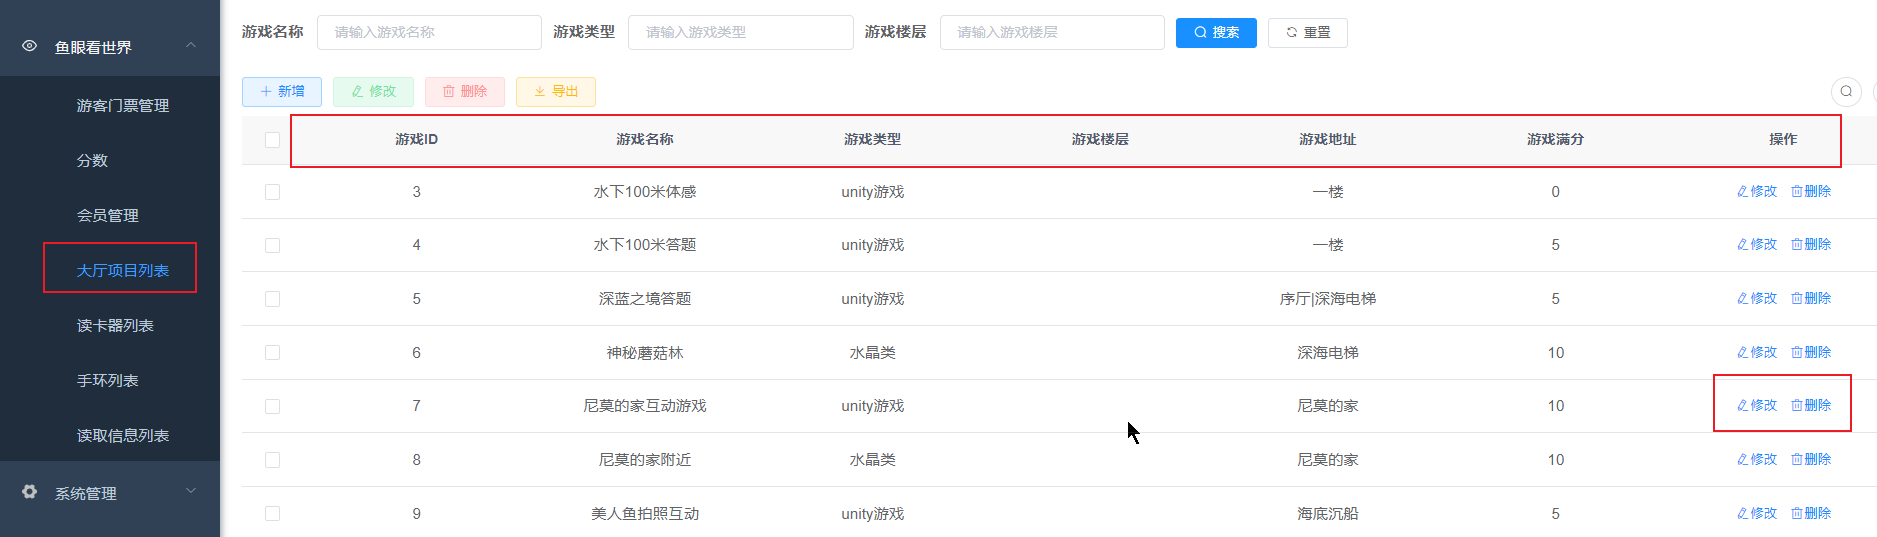 鱼眼看世界
游客门票管理
分数
会员管理
大厅项目列表
读卡器列表
手环列表
读取信息列表
系统管理
游戏名称 请输入游戏名称 游戏类型 请输入游戏类型 游戏楼层 请输入游戏楼层 搜索 重置
新增 修改 删除 导出
游戏ID 游戏名称 游戏类型 游戏楼层 游戏地址 游戏满分 操作
3 水下100米体感 unity游戏 一楼 0 修改 删除
4 水下100米答题 unity游戏 一楼 5 修改 删除
5 深蓝之境答题 unity游戏 序厅|深海电梯 5 修改 删除
6 神秘蘑菇林 水晶类 深海电梯 10 修改 删除
7 尼莫的家互动游戏 unity游戏 尼莫的家 10 修改 删除
8 尼莫的家附近 水晶类 尼莫的家 10 修改 删除
9 美人鱼拍照互动 unity游戏 海底沉船 5 修改 删除